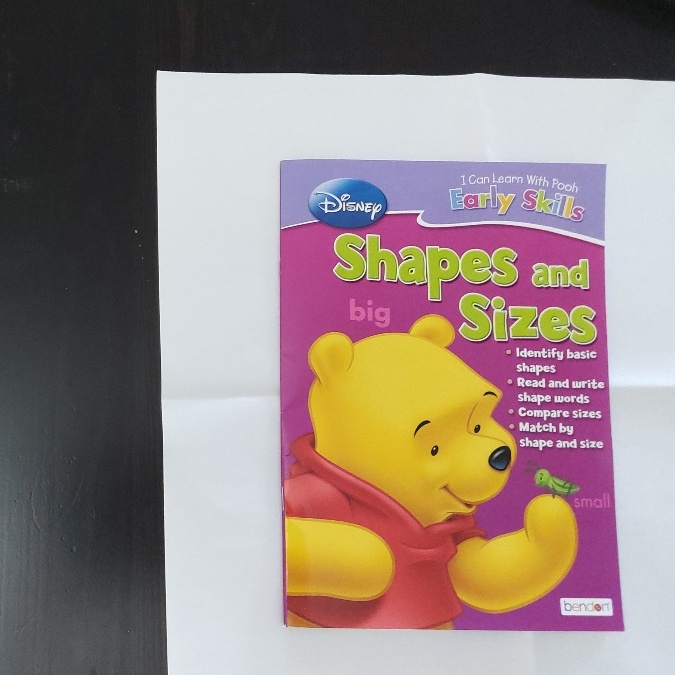 Disney
I Can Learn With Pooh
Early Skills
Shapes and
Sizes
big
• Identify basic
shapes
• Read and write
shape words
• Compare sizes
• Match by
shape and size
small
bendon